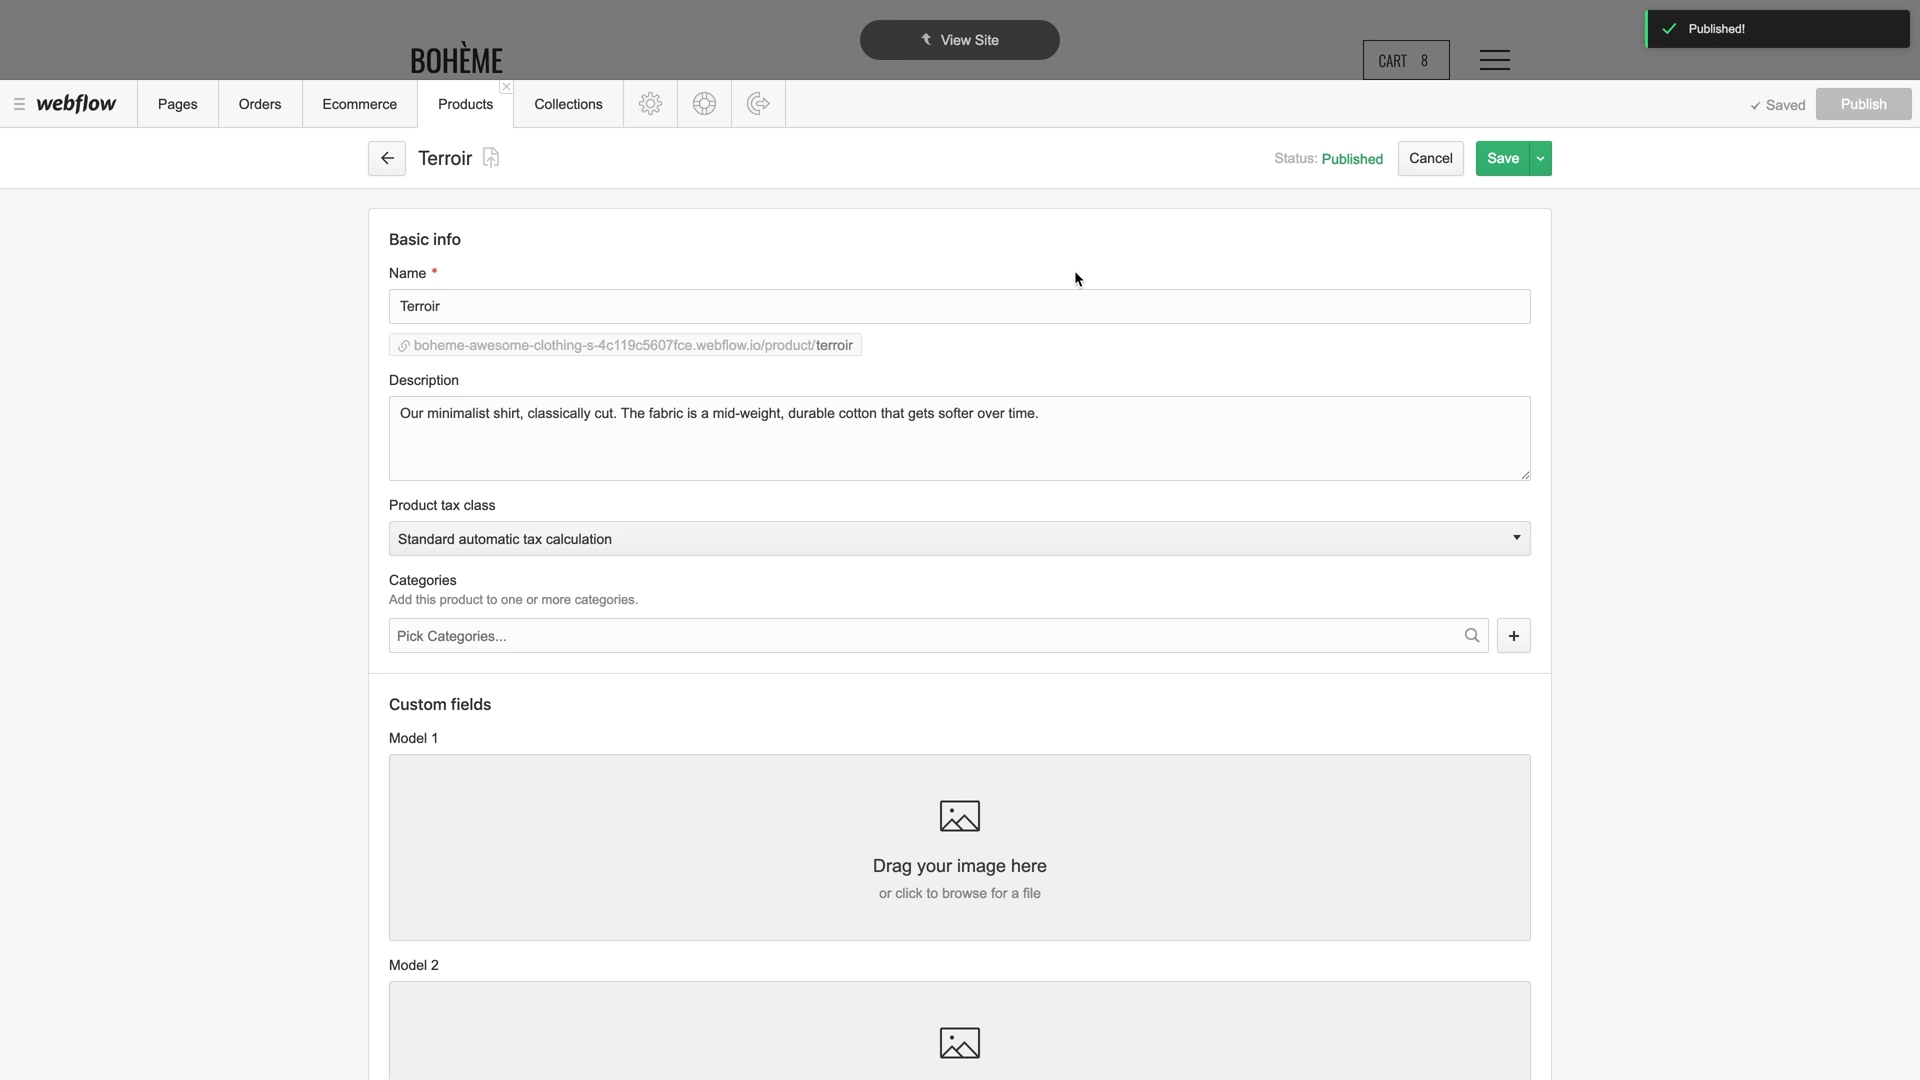 View Site
Published!
BOHÈME
CART 8
webflow
Pages
Orders
Ecommerce
Products
Collections
Saved
Publish
Terroir
Status: Published
Cancel
Save
Basic info
Name *
Terroir
boheme-awesome-clothing-s-4c119c5607fce.webflow.io/product/terroir
Description
Our minimalist shirt, classically cut. The fabric is a mid-weight, durable cotton that gets softer over time.
Product tax class
Standard automatic tax calculation
Categories
Add this product to one or more categories.
Pick Categories...
Custom fields
Model 1
Drag your image here
or click to browse for a file
Model 2